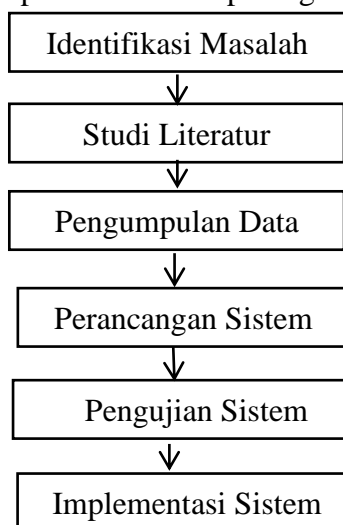 Identifikasi Masalah
Studi Literatur
Pengumpulan Data
Perancangan Sistem
Pengujian Sistem
Implementasi Sistem